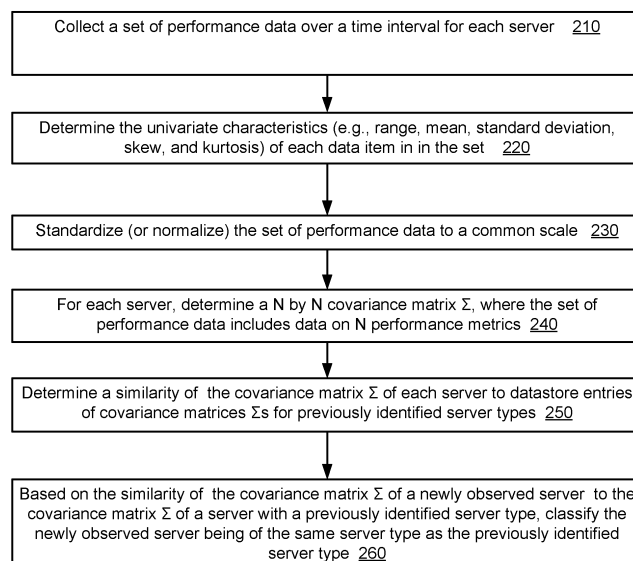 Collect a set of performance data over a time interval for each server 210
Determine the univariate characteristics (e.g., range, mean, standard deviation,
skew, and kurtosis) of each data item in in the set 220
Standardize (or normalize) the set of performance data to a common scale 230
For each server, determine a N by N covariance matrix Σ, where the set of
performance data includes data on N performance metrics 240
Determine a similarity of the covariance matrix Σ of each server to datastore entries
of covariance matrices Σs for previously identified server types 250
Based on the similarity of the covariance matrix Σ of a newly observed server to the
covariance matrix Σ of a server with a previously identified server type, classify the
newly observed server being of the same server type as the previously identified
server type 260